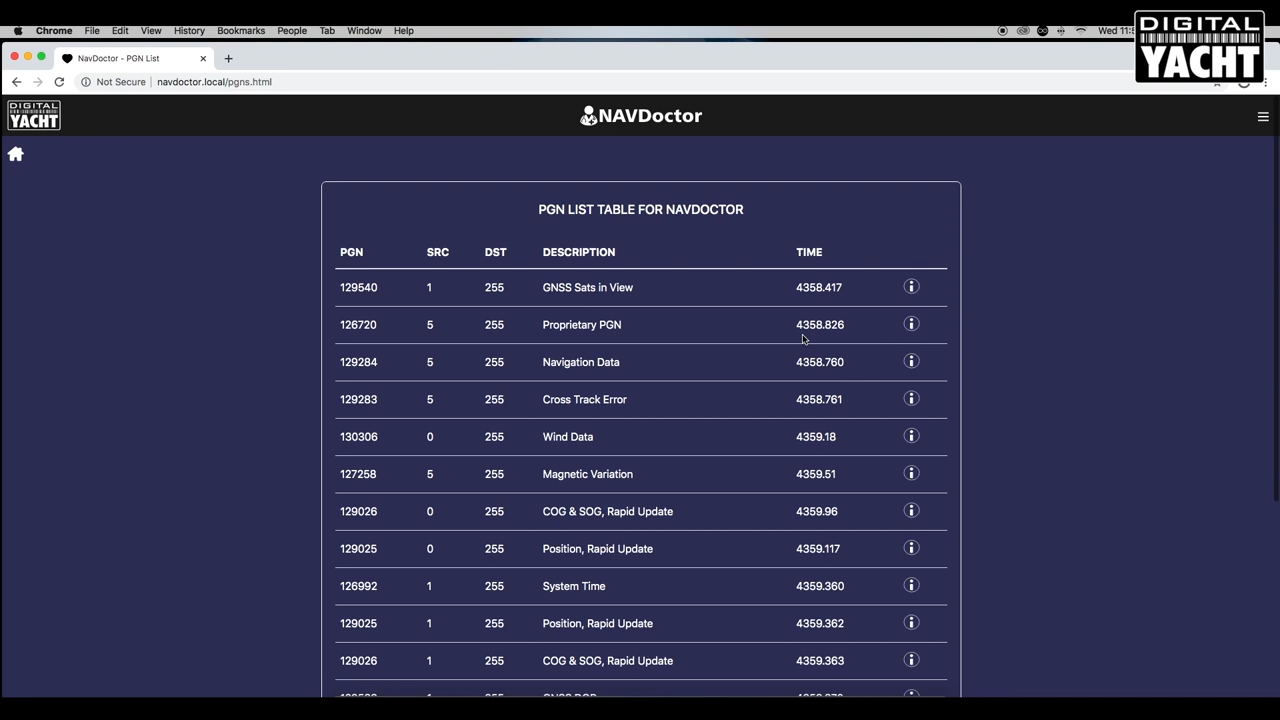 Chrome File Edit View History Bookmarks People Tab Window Help
Wed 11:5
DIGITAL
YACHT
NavDoctor - PGN List
Not Secure navdoctor.local/pgns.html
DIGITAL
YACHT
NAVDoctor
PGN LIST TABLE FOR NAVDOCTOR
PGN SRC DST DESCRIPTION TIME
129540 1 255 GNSS Sats in View 4358.417
126720 5 255 Proprietary PGN 4358.826
129284 5 255 Navigation Data 4358.760
129283 5 255 Cross Track Error 4358.761
130306 0 255 Wind Data 4359.18
127258 5 255 Magnetic Variation 4359.51
129026 0 255 COG & SOG, Rapid Update 4359.96
129025 0 255 Position, Rapid Update 4359.117
126992 1 255 System Time 4359.360
129025 1 255 Position, Rapid Update 4359.362
129026 1 255 COG & SOG, Rapid Update 4359.363